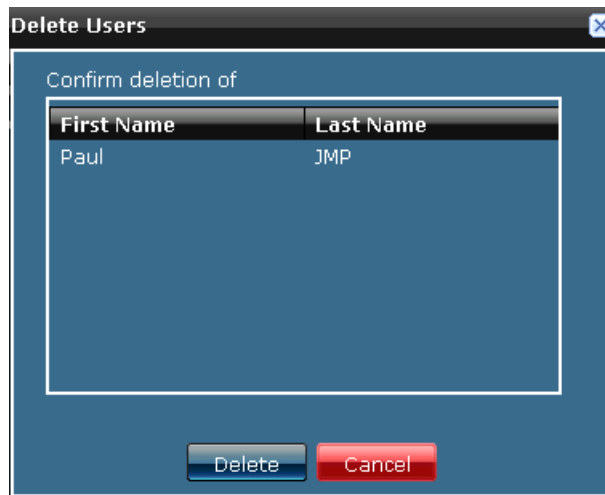 Delete Users
Confirm deletion of
First Name Last Name
Paul JMP
Delete Cancel